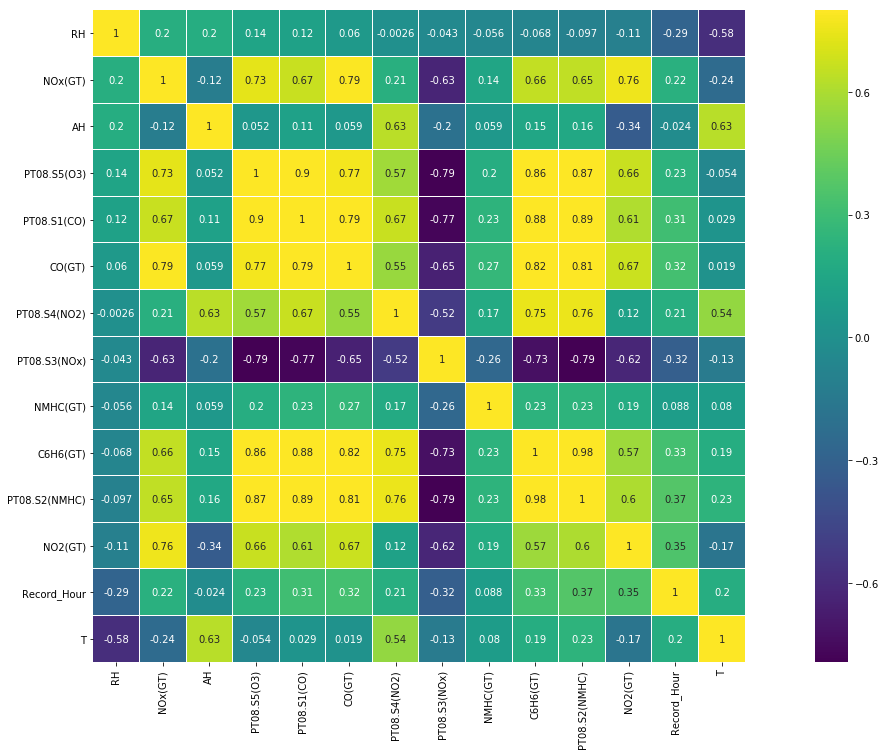 RH 1 0.2 0.2 0.14 0.12 0.06 -0.0026 -0.043 -0.056 -0.068 -0.097 -0.11 -0.29 -0.58
NOx(GT) 0.2 1 -0.12 0.73 0.67 0.79 0.21 -0.63 0.14 0.66 0.65 0.76 0.22 -0.24
AH 0.2 -0.12 1 0.052 0.11 0.059 0.63 -0.2 0.059 0.15 0.16 -0.34 -0.024 0.63
PT08.S5(O3) 0.14 0.73 0.052 1 0.9 0.77 0.57 -0.79 0.2 0.86 0.87 0.66 0.23 -0.054
PT08.S1(CO) 0.12 0.67 0.11 0.9 1 0.79 0.67 -0.77 0.23 0.88 0.89 0.61 0.31 0.029
CO(GT) 0.06 0.79 0.059 0.77 0.79 1 0.55 -0.65 0.27 0.82 0.81 0.67 0.32 0.019
PT08.S4(NO2) -0.0026 0.21 0.63 0.57 0.67 0.55 1 -0.52 0.17 0.75 0.76 0.12 0.21 0.54
PT08.S3(NOx) -0.043 -0.63 -0.2 -0.79 -0.77 -0.65 -0.52 1 -0.26 -0.73 -0.79 -0.62 -0.32 -0.13
NMHC(GT) -0.056 0.14 0.059 0.2 0.23 0.27 0.17 -0.26 1 0.23 0.23 0.19 0.088 0.08
C6H6(GT) -0.068 0.66 0.15 0.86 0.88 0.82 0.75 -0.73 0.23 1 0.98 0.57 0.33 0.19
PT08.S2(NMHC) -0.097 0.65 0.16 0.87 0.89 0.81 0.76 -0.79 0.23 0.98 1 0.6 0.37 0.23
NO2(GT) -0.11 0.76 -0.34 0.66 0.61 0.67 0.12 -0.62 0.19 0.57 0.6 1 0.35 -0.17
Record_Hour -0.29 0.22 -0.024 0.23 0.31 0.32 0.21 -0.32 0.088 0.33 0.37 0.35 1 0.2
T -0.58 -0.24 0.63 -0.054 0.029 0.019 0.54 -0.13 0.08 0.19 0.23 -0.17 0.2 1
RH
NOx(GT)
AH
PT08.S5(O3)
PT08.S1(CO)
CO(GT)
PT08.S4(NO2)
PT08.S3(NOx)
NMHC(GT)
C6H6(GT)
PT08.S2(NMHC)
NO2(GT)
Record_Hour
T
0.6
0.3
0.0
-0.3
-0.6